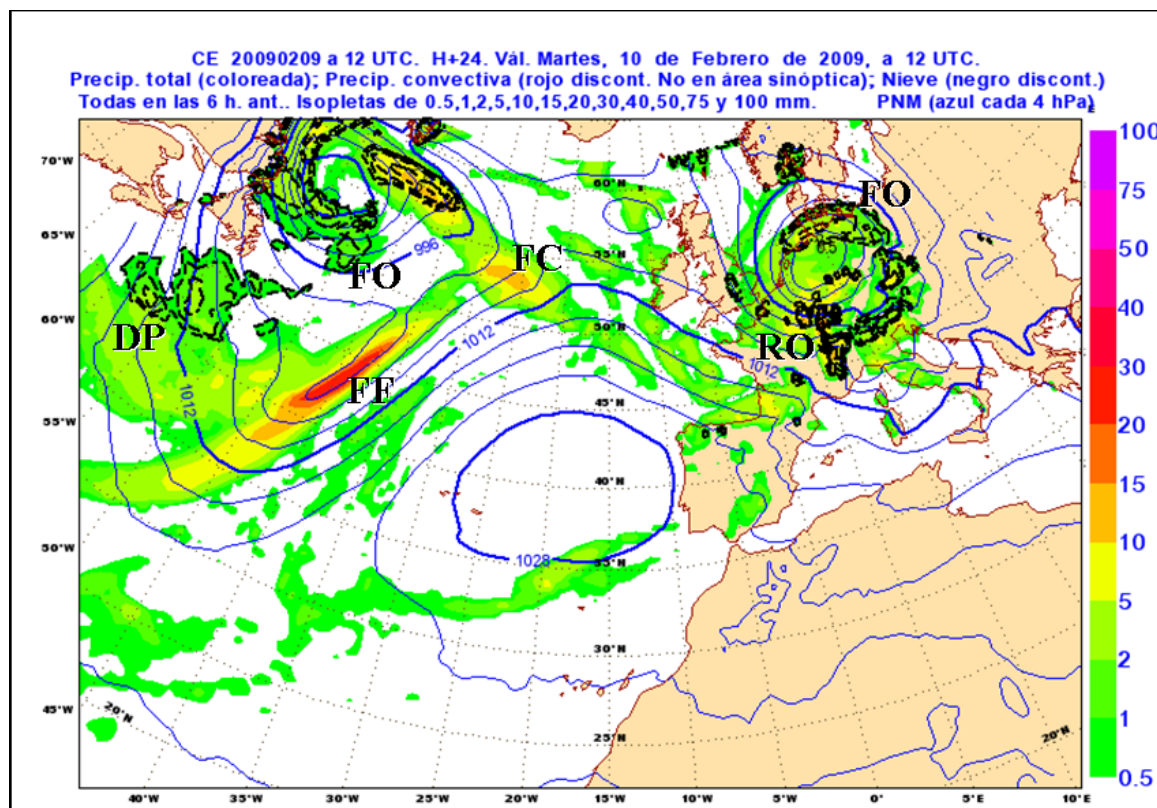 CE 20090209 a 12 UTC. H+24. Vál. Martes, 10 de Febrero de 2009, a 12 UTC.
Precip. total (coloreada); Precip. convectiva (rojo discont. No en área sinóptica); Nieve (negro discont.)
Todas en las 6 h. ant.. Isopletas de 0.5,1,2,5,10,15,20,30,40,50,75 y 100 mm. PNM (azul cada 4 hPa)
100
75
50
40
30
20
15
10
5
2
1
0.5
70°W
65°W
60°W
55°W
50°W
45°W
60°N
55°N
50°N
45°N
40°N
35°N
30°N
25°N
20°N
20°N
FO
FO
996
FC
DP
FF
RO
1012
1012
1012
1028
40°W
35°W
30°W
25°W
20°W
15°W
10°W
5°W
0°
5°E
10°E